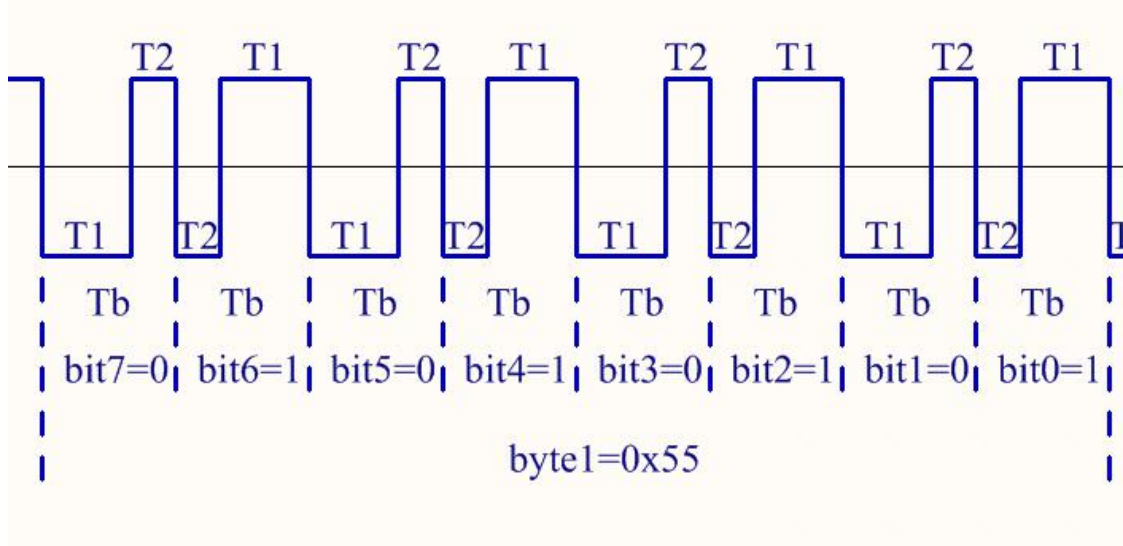 T2 T1 T2 T1 T2 T1 T2 T1
T1 T2 T1 T2 T1 T2 T1 T2
Tb Tb Tb Tb Tb Tb Tb Tb
bit7=0 bit6=1 bit5=0 bit4=1 bit3=0 bit2=1 bit1=0 bit0=1
byte1=0x55